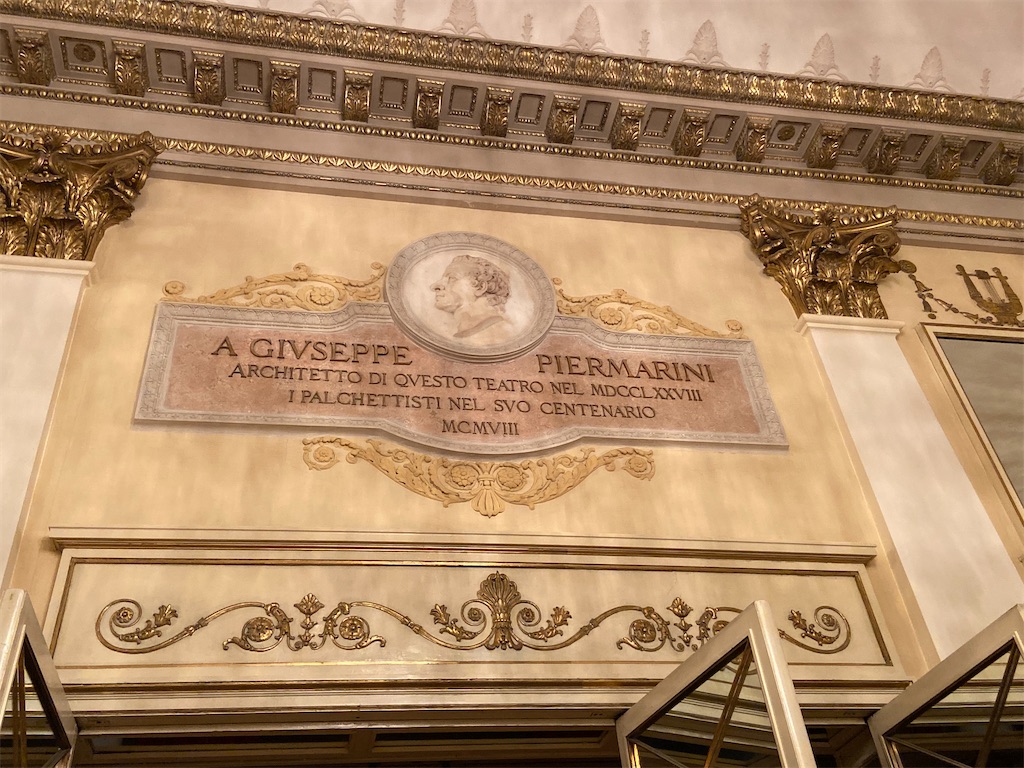 A GIVSEPPE PIERMARINI
ARCHITETTO DI QVESTO TEATRO NEL MDCCLXXVIII
I PALCHETTISTI NEL SVO CENTENARIO
MCMVIII